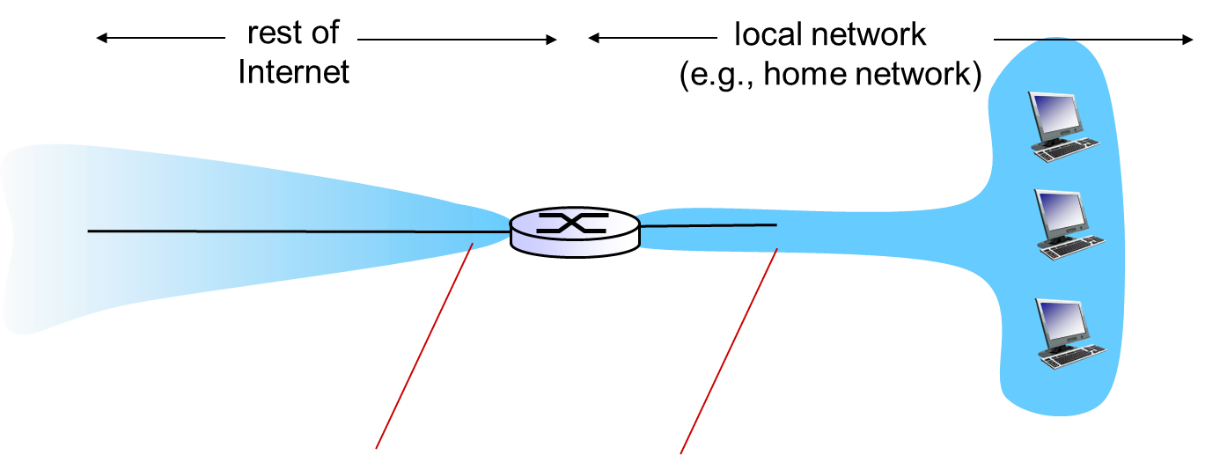 rest of
Internet
local network
(e.g., home network)